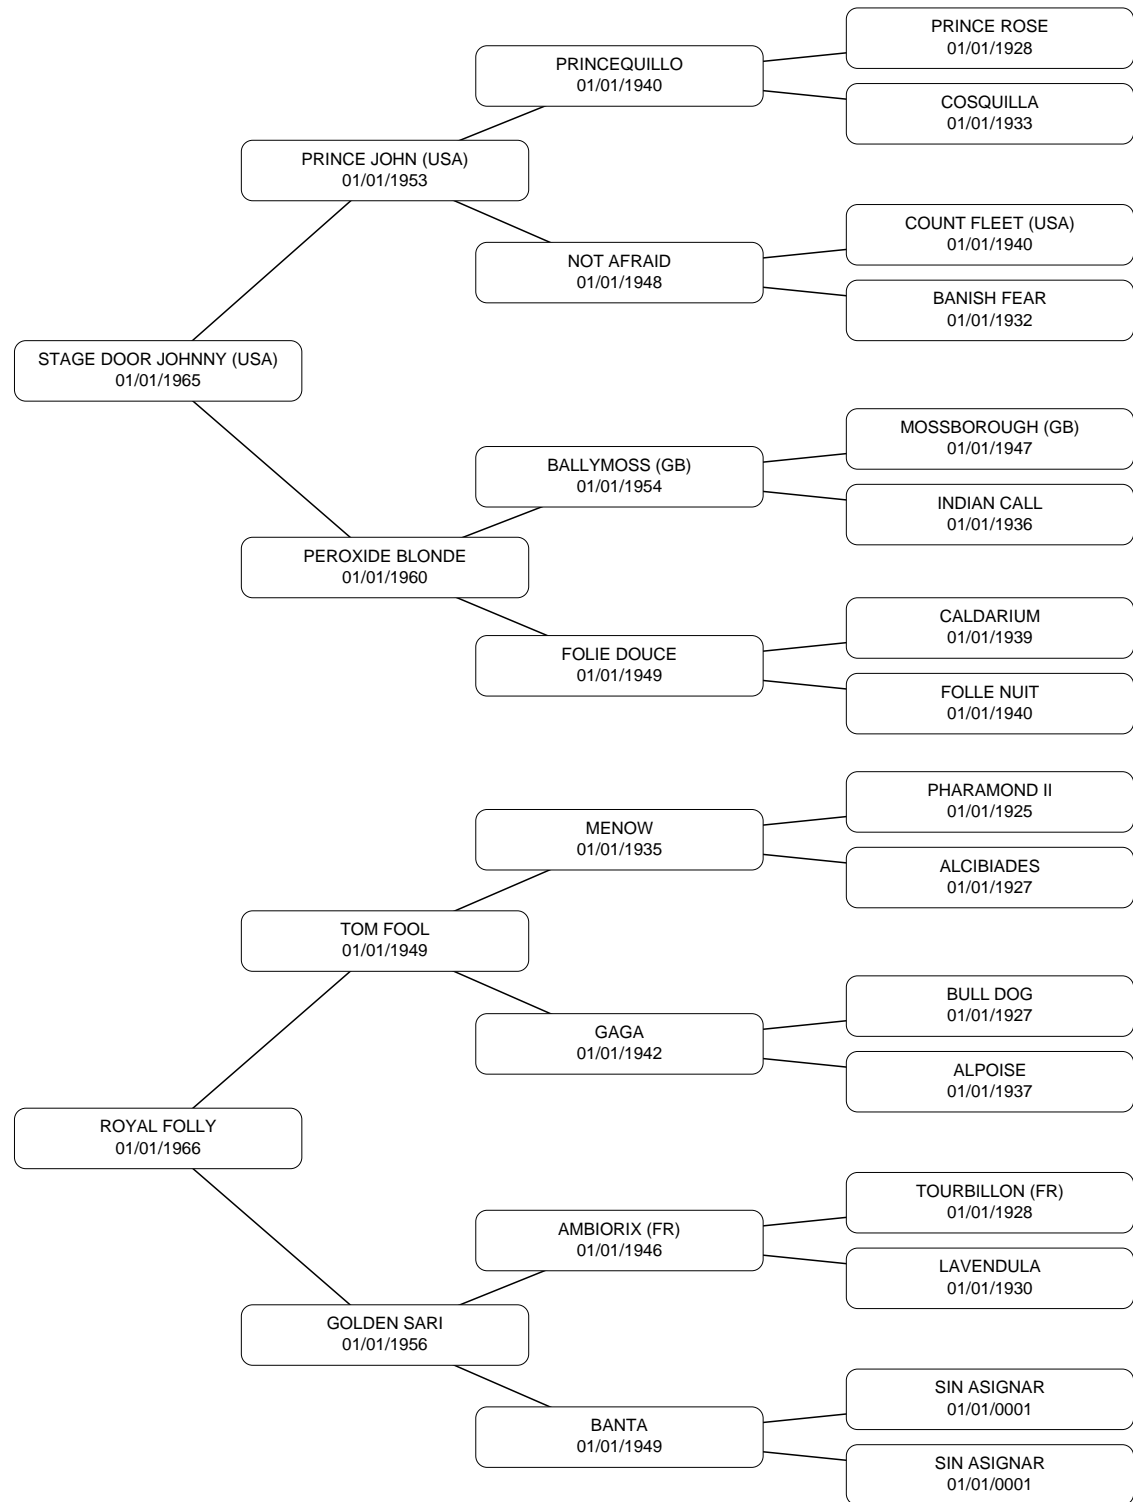 PRINCE ROSE
01/01/1928
PRINCEQUILLO
01/01/1940
COSQUILLA
01/01/1933
PRINCE JOHN (USA)
01/01/1953
COUNT FLEET (USA)
01/01/1940
NOT AFRAID
01/01/1948
BANISH FEAR
01/01/1932
STAGE DOOR JOHNNY (USA)
01/01/1965
MOSSBOROUGH (GB)
01/01/1947
BALLYMOSS (GB)
01/01/1954
INDIAN CALL
01/01/1936
PEROXIDE BLONDE
01/01/1960
CALDARIUM
01/01/1939
FOLIE DOUCE
01/01/1949
FOLLE NUIT
01/01/1940
PHARAMOND II
01/01/1925
MENOW
01/01/1935
ALCIBIADES
01/01/1927
TOM FOOL
01/01/1949
BULL DOG
01/01/1927
GAGA
01/01/1942
ALPOISE
01/01/1937
ROYAL FOLLY
01/01/1966
TOURBILLON (FR)
01/01/1928
AMBIORIX (FR)
01/01/1946
LAVENDULA
01/01/1930
GOLDEN SARI
01/01/1956
SIN ASIGNAR
01/01/0001
BANTA
01/01/1949
SIN ASIGNAR
01/01/0001